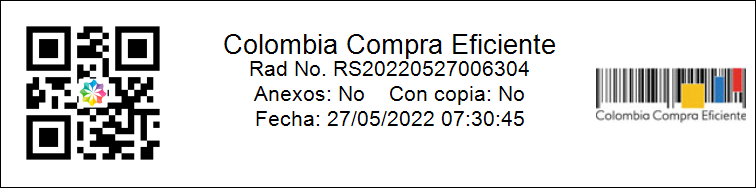 Colombia Compra Eficiente
Rad No. RS20220527006304
Anexos: No    Con copia: No
Fecha: 27/05/2022 07:30:45
Colombia Compra Eficiente